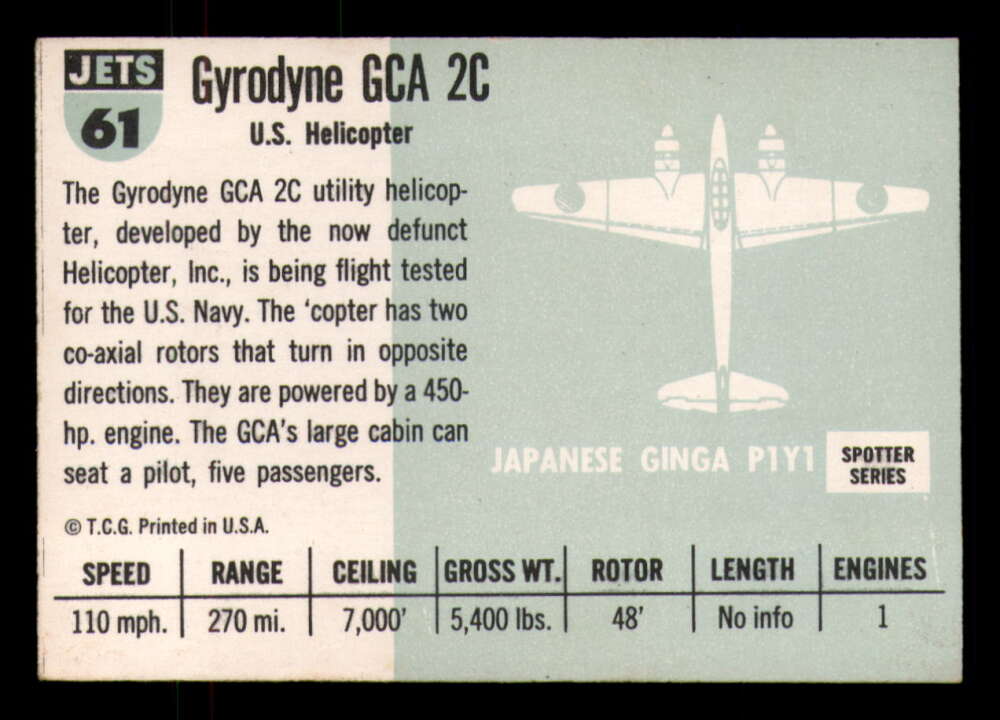 JETS
61
Gyrodyne GCA 2C
U.S. Helicopter
The Gyrodyne GCA 2C utility helicop-
ter, developed by the now defunct
Helicopter, Inc., is being flight tested
for the U.S. Navy. The ‘copter has two
co-axial rotors that turn in opposite
directions. They are powered by a 450-
hp. engine. The GCA’s large cabin can
seat a pilot, five passengers.
© T.C.G. Printed in U.S.A.
JAPANESE GINGA P1Y1
SPOTTER
SERIES
SPEED RANGE CEILING GROSS WT. ROTOR LENGTH ENGINES
110 mph. 270 mi. 7,000’ 5,400 lbs. 48’ No info 1